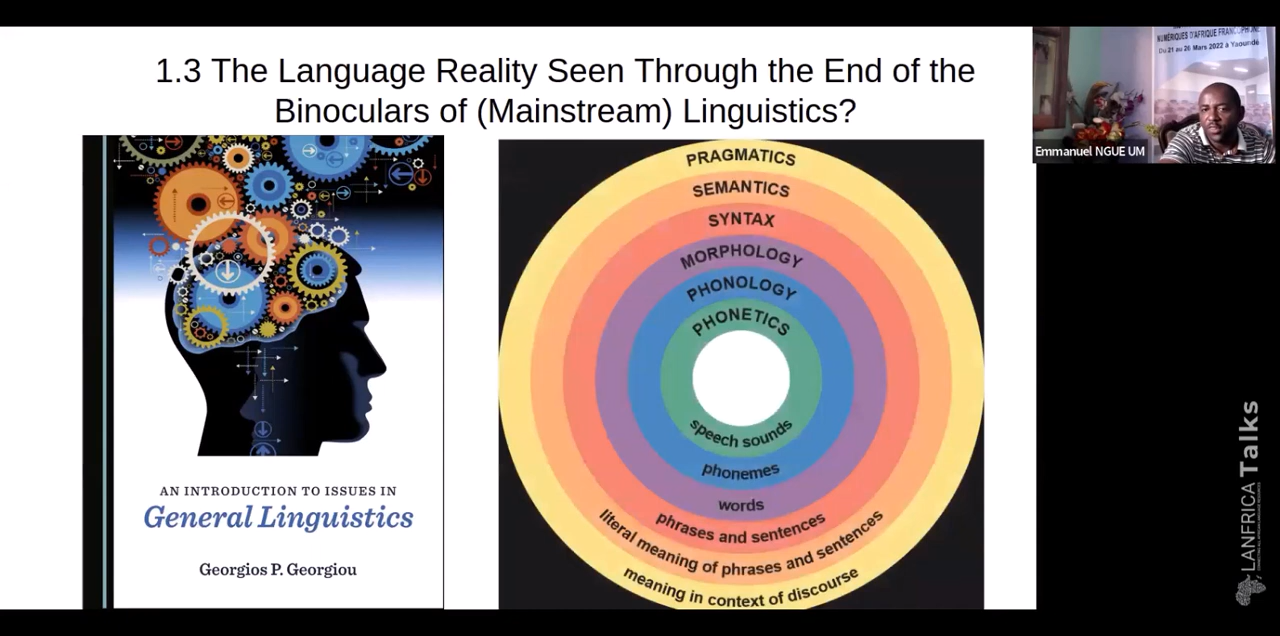 1.3 The Language Reality Seen Through the End of the
Binoculars of (Mainstream) Linguistics?
AN INTRODUCTION TO ISSUES IN
General Linguistics
Georgios P. Georgiou
PRAGMATICS
SEMANTICS
SYNTAX
MORPHOLOGY
PHONOLOGY
PHONETICS
speech sounds
phonemes
words
phrases and sentences
literal meaning of phrases and sentences
meaning in context of discourse
NUMÉRIQUES D'AFRIQUE FRANCOPHONE
Du 21 au 26 Mars 2022 à Yaoundé
Emmanuel NGUE UM
LANFRICA Talks